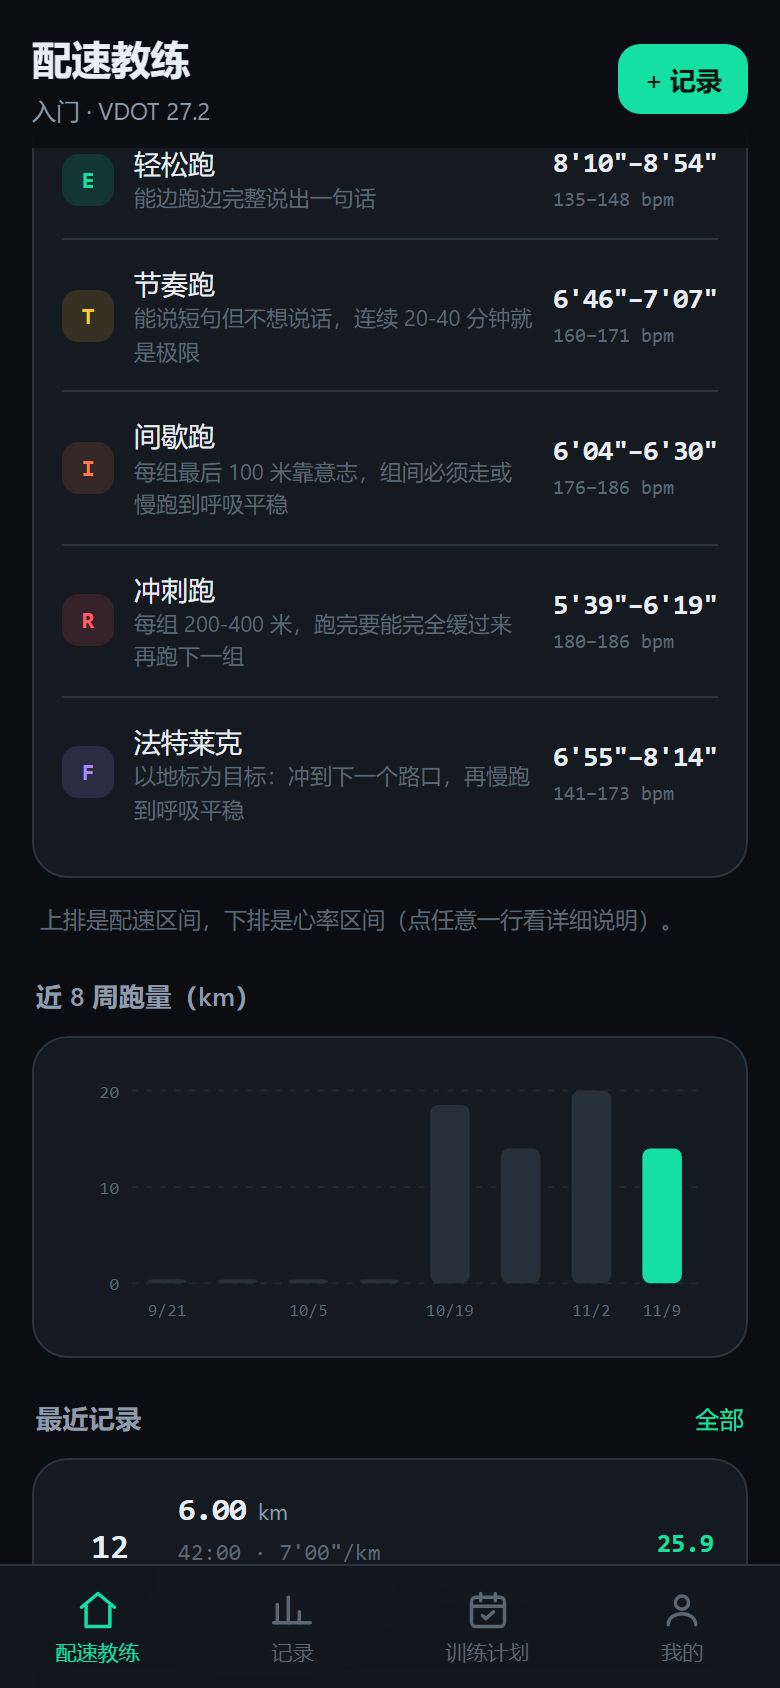 配速教练
入门 · VDOT 27.2
+ 记录
E
轻松跑
能边跑边完整说出一句话
8'10"–8'54"
135–148 bpm
T
节奏跑
能说短句但不想说话，连续 20-40 分钟就
是极限
6'46"–7'07"
160–171 bpm
I
间歇跑
每组最后 100 米靠意志，组间必须走或
慢跑到呼吸平稳
6'04"–6'30"
176–186 bpm
R
冲刺跑
每组 200-400 米，跑完要能完全缓过来
再跑下一组
5'39"–6'19"
180–186 bpm
F
法特莱克
以地标为目标：冲到下一个路口，再慢跑
到呼吸平稳
6'55"–8'14"
141–173 bpm
上排是配速区间，下排是心率区间（点任意一行看详细说明）。
近 8 周跑量（km）
20
10
0
9/21
10/5
10/19
11/2
11/9
最近记录
全部
12
6.00 km
42:00 · 7'00"/km
25.9
配速教练
记录
训练计划
我的